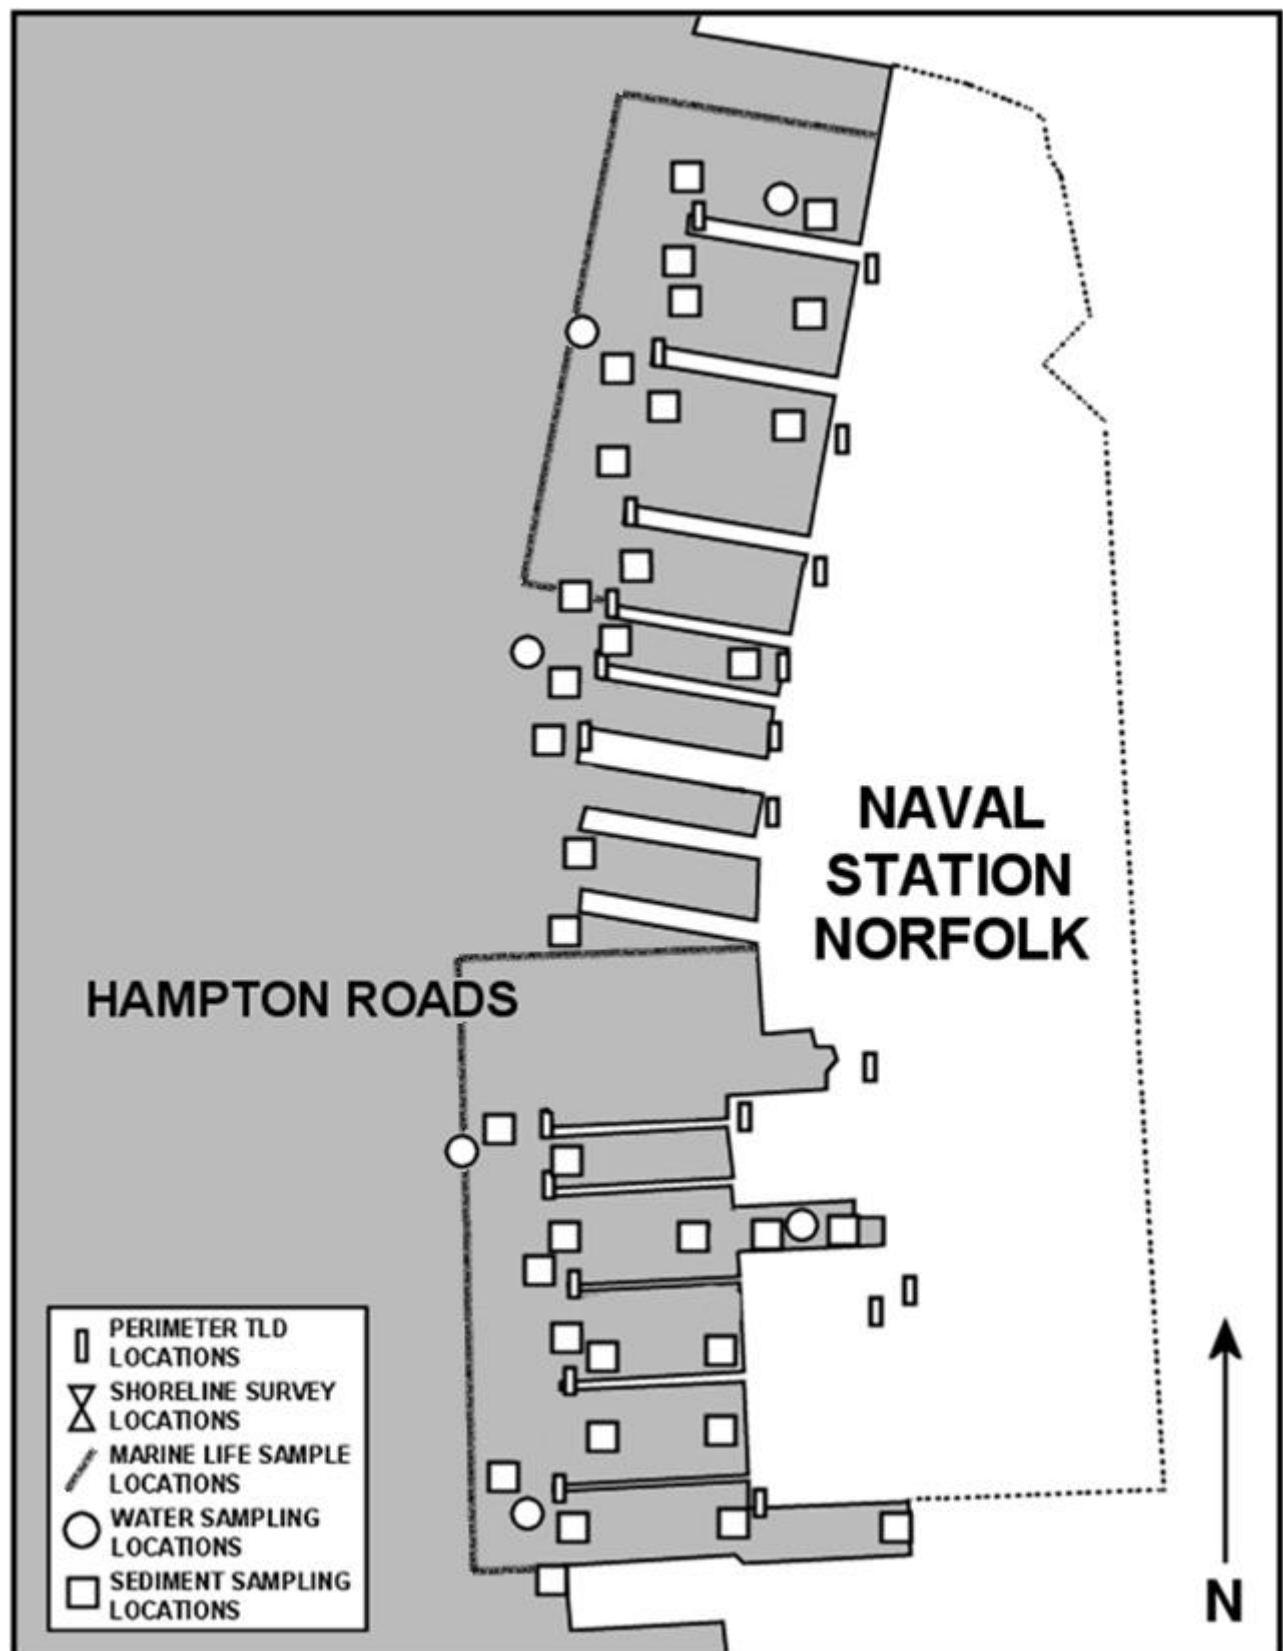 NAVAL
STATION
NORFOLK
HAMPTON ROADS
PERIMETER TLD
LOCATIONS
SHORELINE SURVEY
LOCATIONS
MARINE LIFE SAMPLE
LOCATIONS
WATER SAMPLING
LOCATIONS
SEDIMENT SAMPLING
LOCATIONS
N